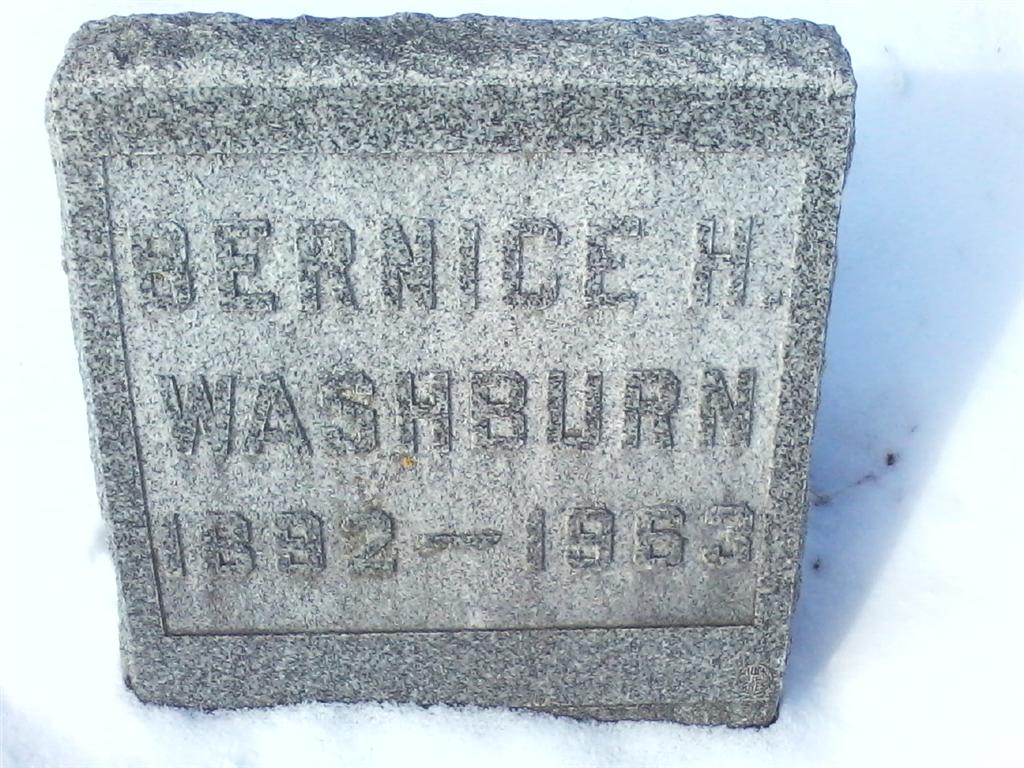 BERNICE H.
WASHBURN
1892 — 1963